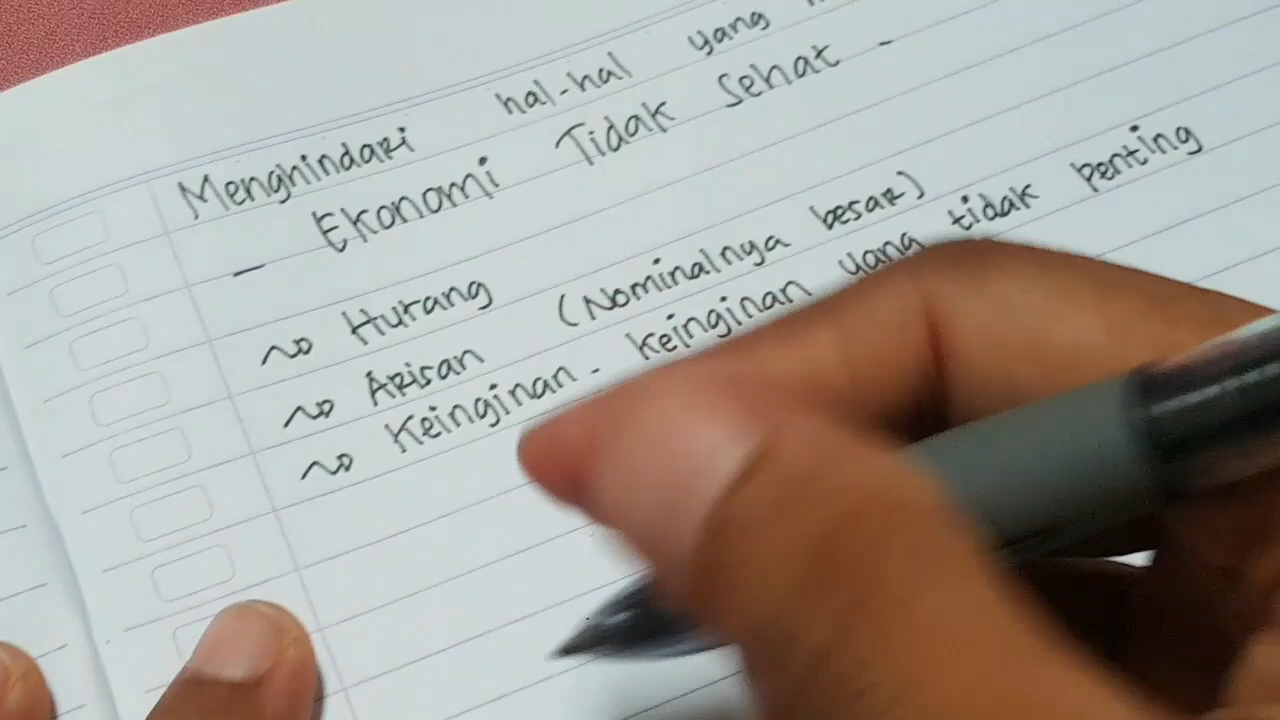 Menghindari hal-hal yang
- Ekonomi Tidak Sehat -
~> Hutang
~> Arisan (Nominalnya besar)
~> Keinginan-keinginan yang tidak penting